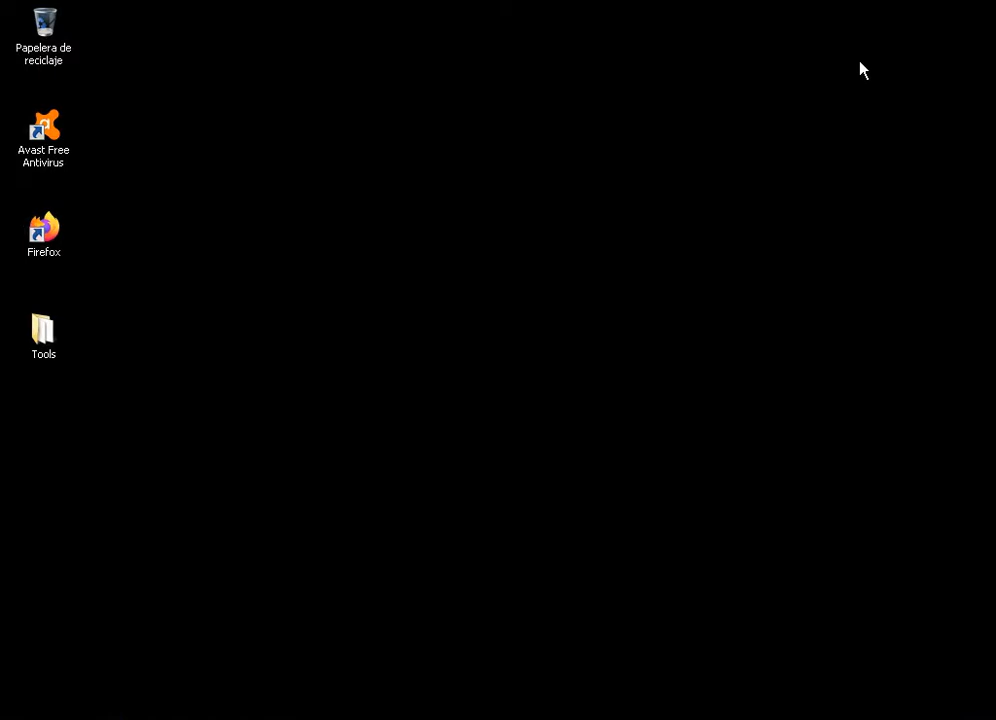 Papelera de
reciclaje
Avast Free
Antivirus
Firefox
Tools